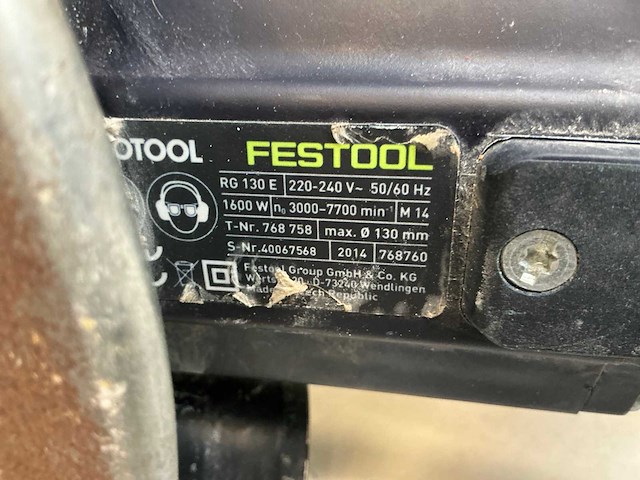 OTOOL FESTOOL
RG 130 E 220-240 V~ 50/60 Hz
1600 W n₀ 3000-7700 min⁻¹ M 14
T-Nr. 768 758 max. Ø 130 mm
S-Nr.40067568 2014 768760
Festool Group GmbH & Co. KG
20 · D-73240 Wendlingen
Republic